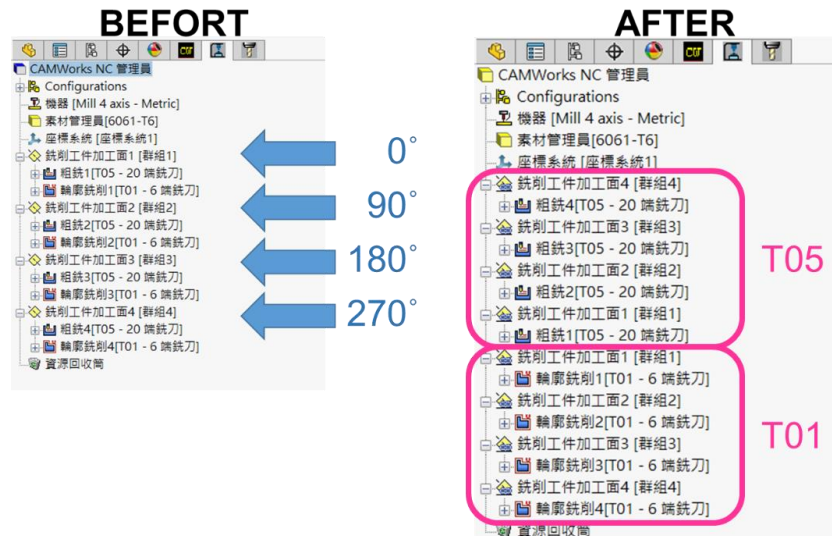 BEFORT
CAMWorks NC 管理員
Configurations
機器 [Mill 4 axis - Metric]
素材管理員[6061-T6]
座標系統 [座標系統1]
銑削工件加工面1 [群組1]
粗銑1[T05 - 20 端銑刀]
輪廓銑削1[T01 - 6 端銑刀]
銑削工件加工面2 [群組2]
粗銑2[T05 - 20 端銑刀]
輪廓銑削2[T01 - 6 端銑刀]
銑削工件加工面3 [群組3]
粗銑3[T05 - 20 端銑刀]
輪廓銑削3[T01 - 6 端銑刀]
銑削工件加工面4 [群組4]
粗銑4[T05 - 20 端銑刀]
輪廓銑削4[T01 - 6 端銑刀]
資源回收筒
0°
90°
180°
270°
AFTER
CAMWorks NC 管理員
Configurations
機器 [Mill 4 axis - Metric]
素材管理員[6061-T6]
座標系統 [座標系統1]
銑削工件加工面4 [群組4]
粗銑4[T05 - 20 端銑刀]
銑削工件加工面3 [群組3]
粗銑3[T05 - 20 端銑刀]
銑削工件加工面2 [群組2]
粗銑2[T05 - 20 端銑刀]
銑削工件加工面1 [群組1]
粗銑1[T05 - 20 端銑刀]
銑削工件加工面1 [群組1]
輪廓銑削1[T01 - 6 端銑刀]
銑削工件加工面2 [群組2]
輪廓銑削2[T01 - 6 端銑刀]
銑削工件加工面3 [群組3]
輪廓銑削3[T01 - 6 端銑刀]
銑削工件加工面4 [群組4]
輪廓銑削4[T01 - 6 端銑刀]
資源回收筒
T05
T01